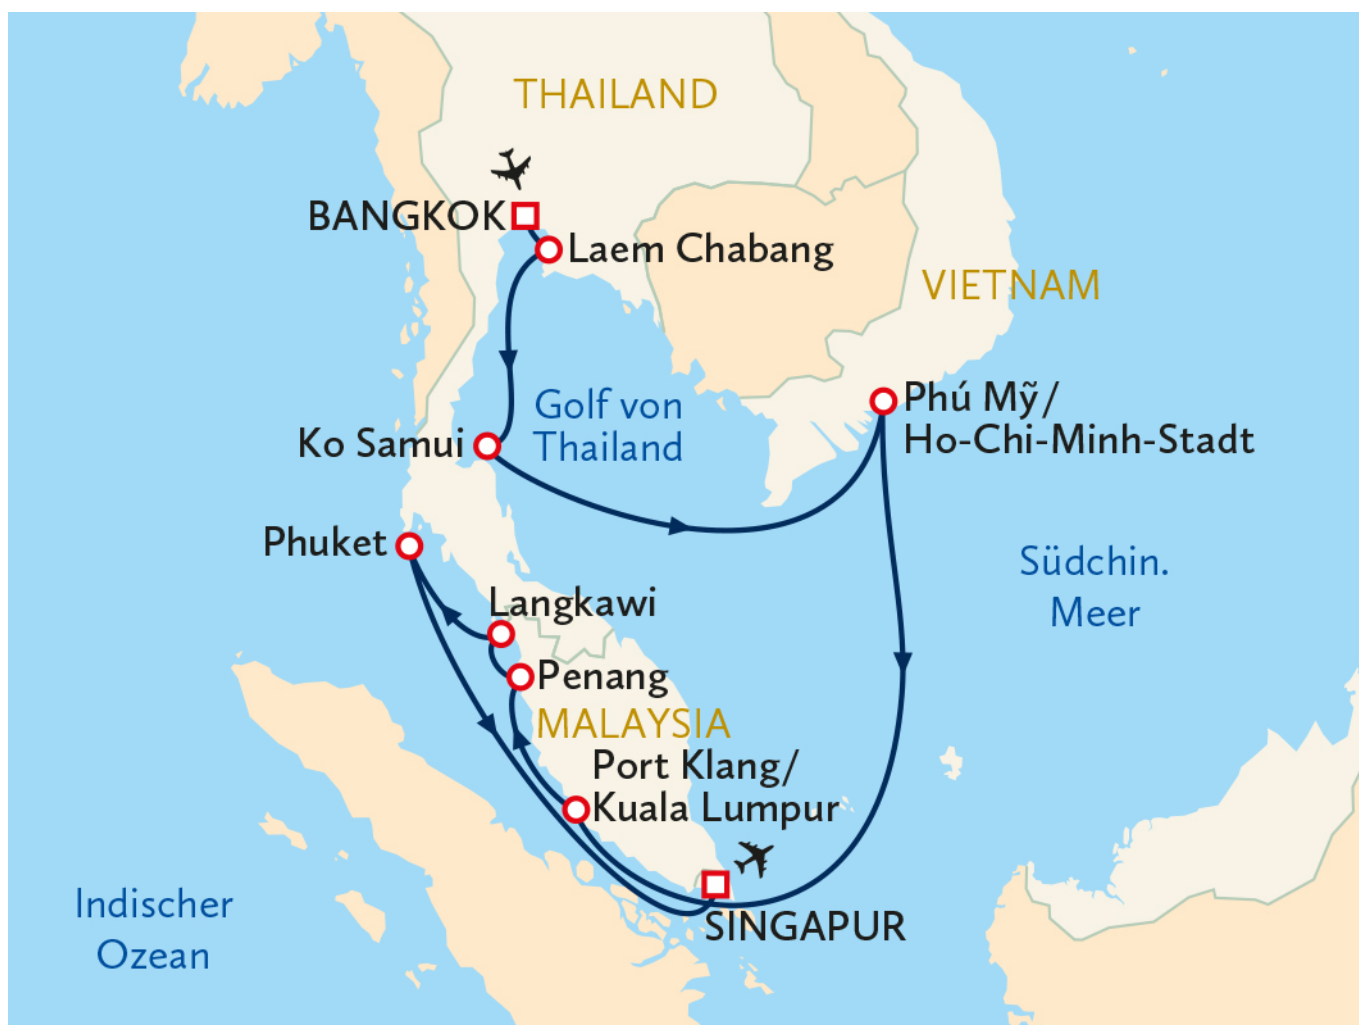 THAILAND
BANGKOK
Laem Chabang
VIETNAM
Golf von
Thailand
Phú Mỹ/
Ho-Chi-Minh-Stadt
Ko Samui
Phuket
Südchin.
Meer
Langkawi
Penang
MALAYSIA
Port Klang/
Kuala Lumpur
Indischer
Ozean
SINGAPUR